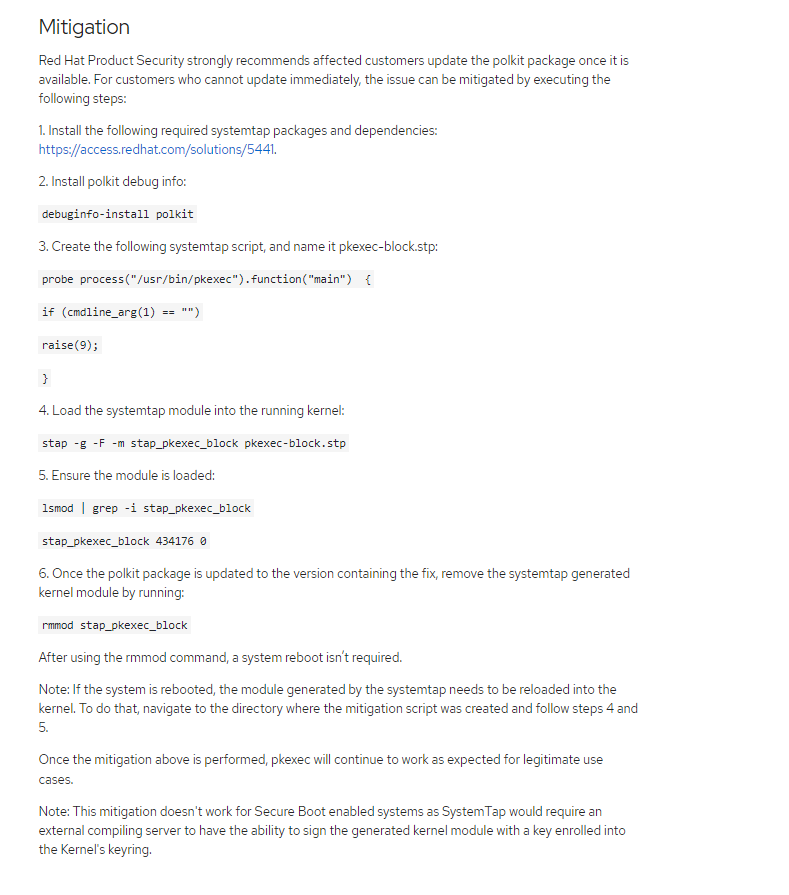 Mitigation
Red Hat Product Security strongly recommends affected customers update the polkit package once it is
available. For customers who cannot update immediately, the issue can be mitigated by executing the
following steps:
1. Install the following required systemtap packages and dependencies:
https://access.redhat.com/solutions/5441.
2. Install polkit debug info:
debuginfo-install polkit
3. Create the following systemtap script, and name it pkexec-block.stp:
probe process("/usr/bin/pkexec").function("main")  {
if (cmdline_arg(1) == "")
raise(9);
}
4. Load the systemtap module into the running kernel:
stap -g -F -m stap_pkexec_block pkexec-block.stp
5. Ensure the module is loaded:
lsmod | grep -i stap_pkexec_block
stap_pkexec_block 434176 0
6. Once the polkit package is updated to the version containing the fix, remove the systemtap generated
kernel module by running:
rmmod stap_pkexec_block
After using the rmmod command, a system reboot isn’t required.
Note: If the system is rebooted, the module generated by the systemtap needs to be reloaded into the
kernel. To do that, navigate to the directory where the mitigation script was created and follow steps 4 and
5.
Once the mitigation above is performed, pkexec will continue to work as expected for legitimate use
cases.
Note: This mitigation doesn't work for Secure Boot enabled systems as SystemTap would require an
external compiling server to have the ability to sign the generated kernel module with a key enrolled into
the Kernel's keyring.